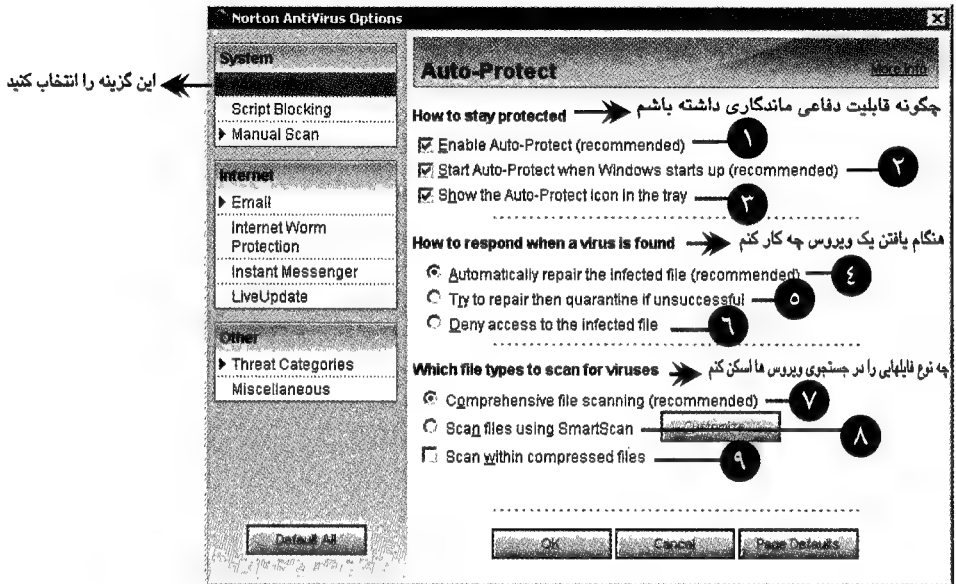 Norton AntiVirus Options
System
Script Blocking
Manual Scan
Internet
Email
Internet Worm
Protection
Instant Messenger
LiveUpdate
Other
Threat Categories
Miscellaneous
Default All
این گزینه را انتخاب کنید
Auto-Protect
More Info
How to stay protected چگونه قابلیت دفاعی ماندگاری داشته باشم
Enable Auto-Protect (recommended) ۱
Start Auto-Protect when Windows starts up (recommended) ۲
Show the Auto-Protect icon in the tray ۳
How to respond when a virus is found هنگام یافتن یک ویروس چه کار کنم
Automatically repair the infected file (recommended) ٤
Try to repair then quarantine if unsuccessful ٥
Deny access to the infected file ٦
Which file types to scan for viruses چه نوع فایلهایی را در جستجوی ویروس ها اسکن کنم
Comprehensive file scanning (recommended) ۷
Scan files using SmartScan Customize ۸
Scan within compressed files ۹
OK Cancel Page Defaults